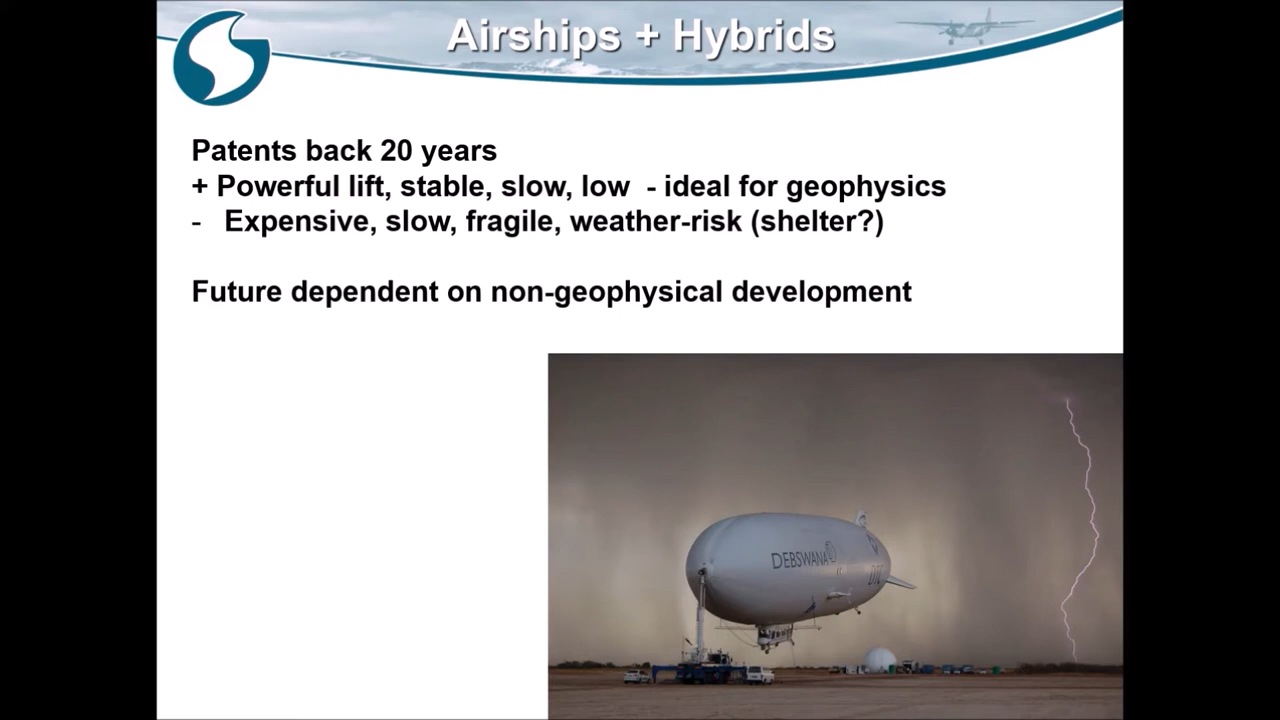 Airships + Hybrids
Patents back 20 years
+ Powerful lift, stable, slow, low - ideal for geophysics
- Expensive, slow, fragile, weather-risk (shelter?)
Future dependent on non-geophysical development
DEBSWANA